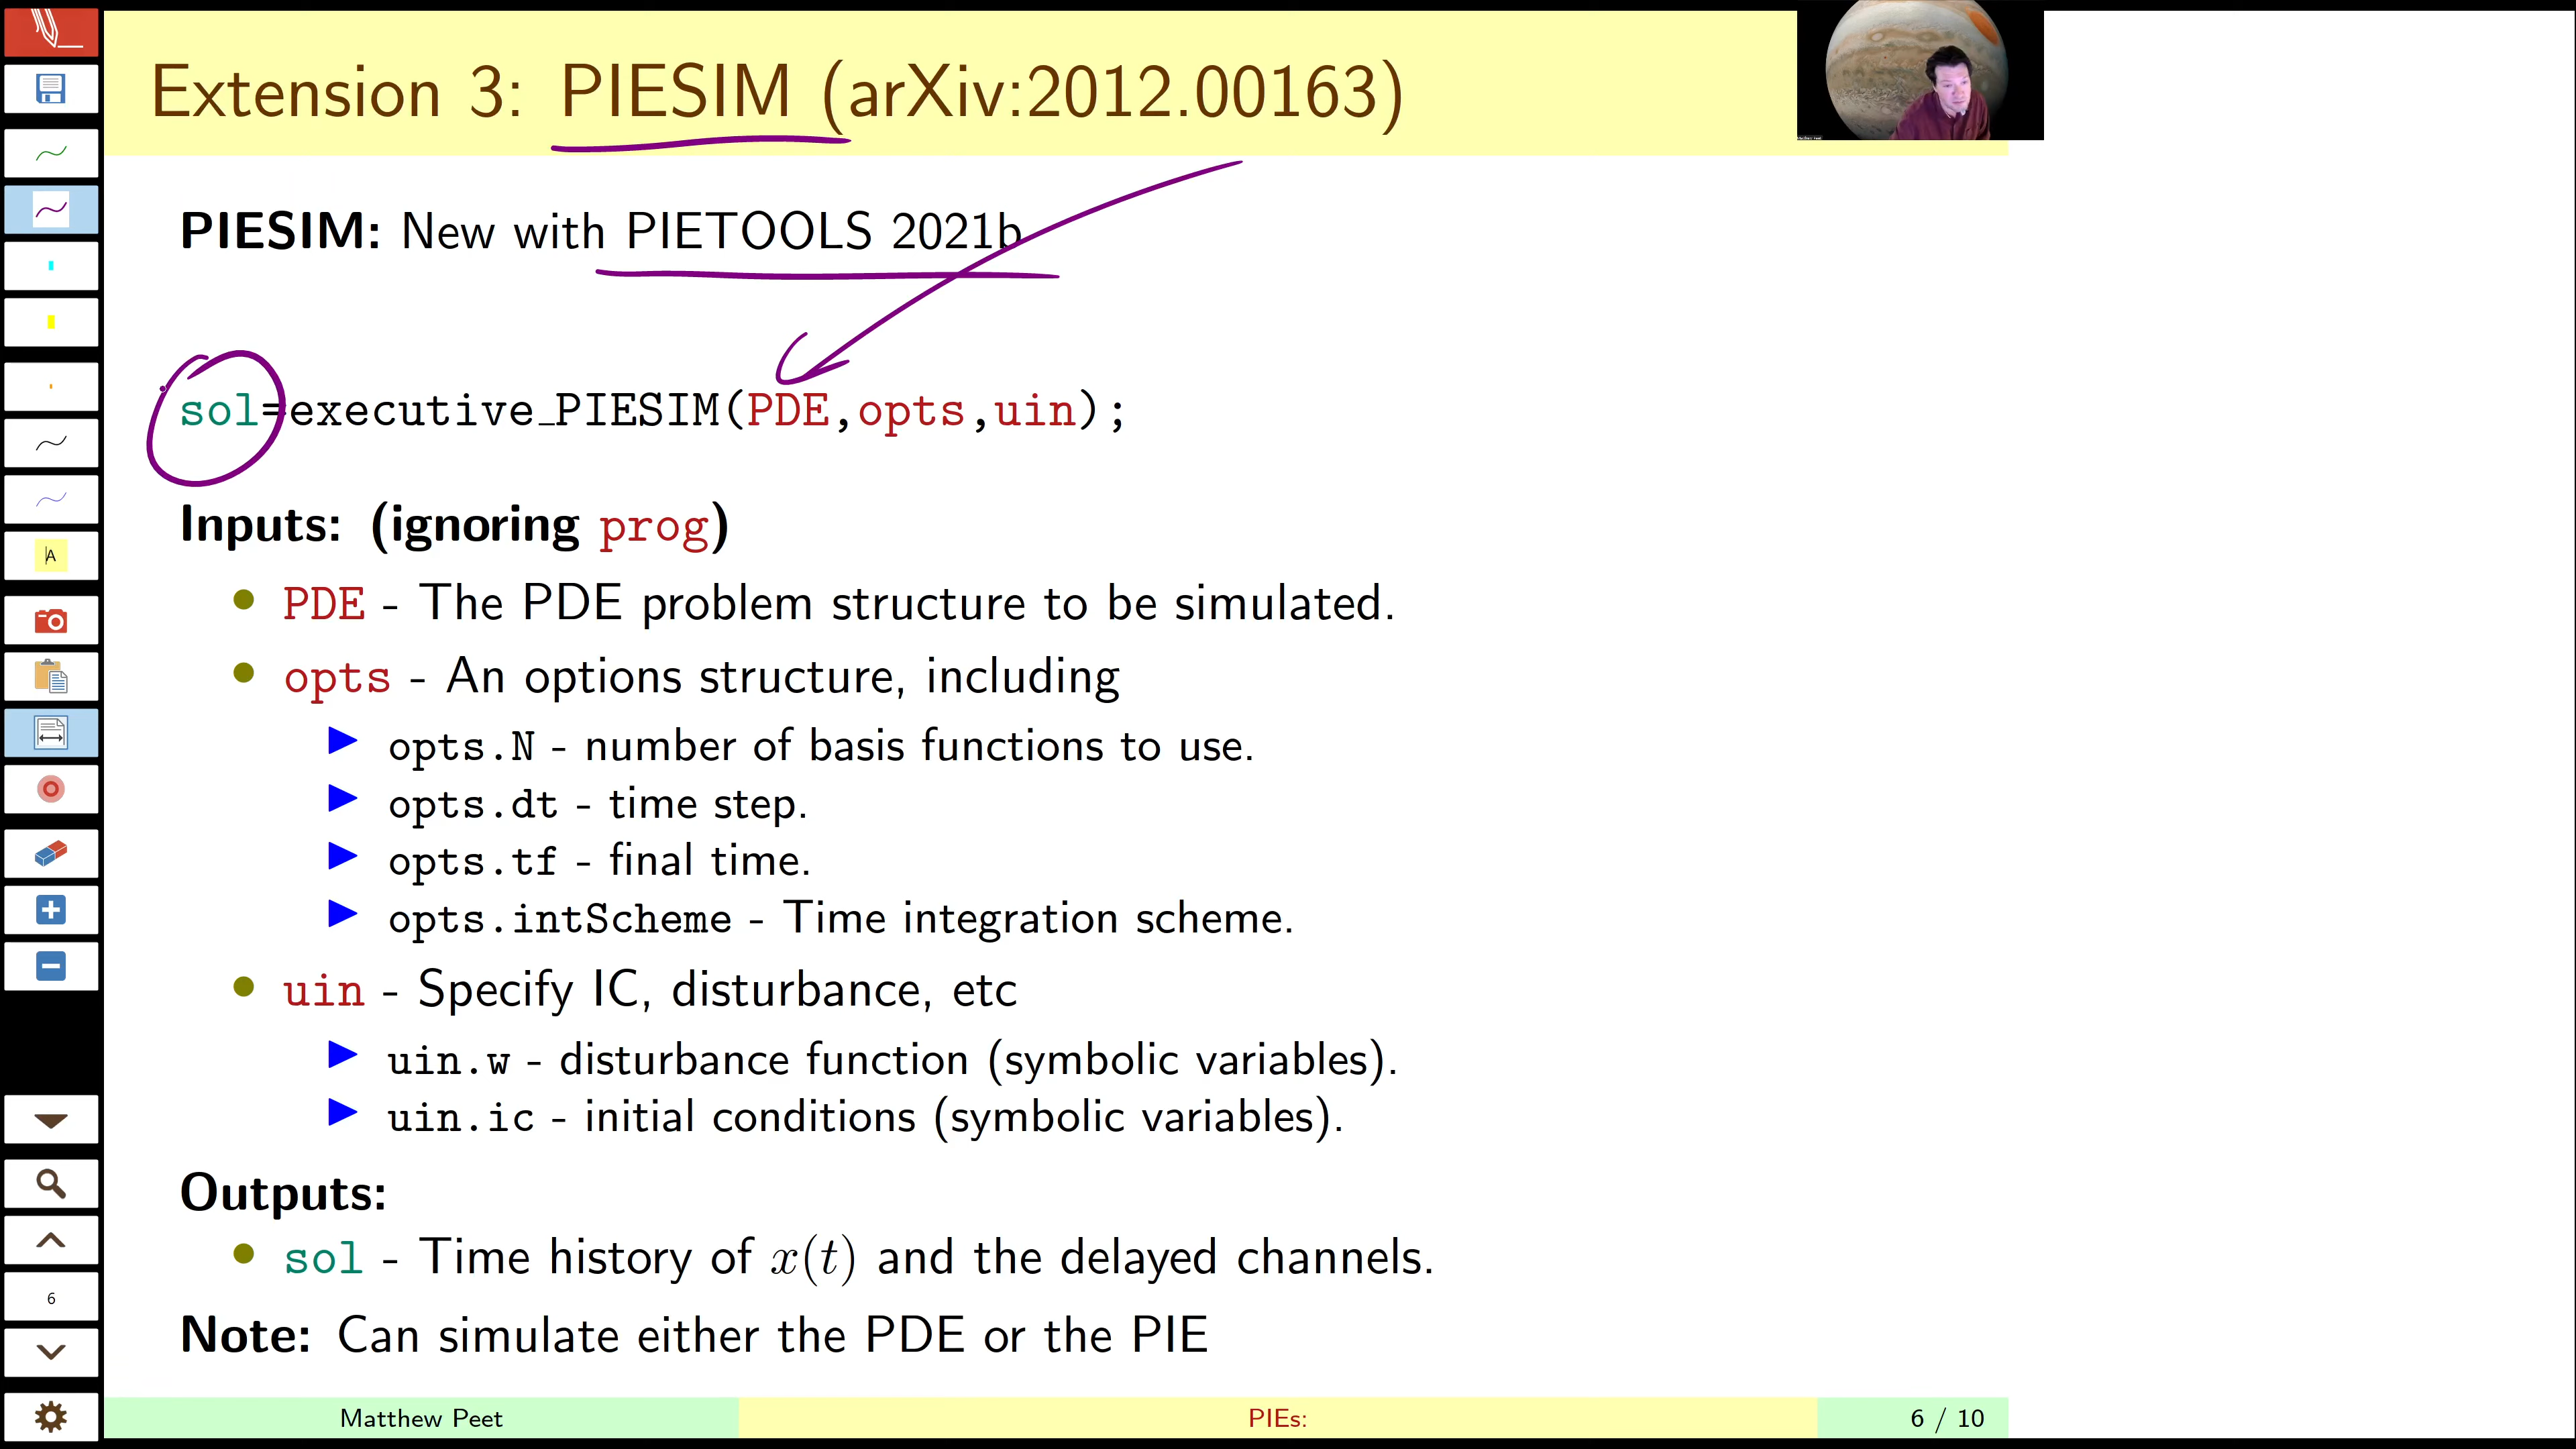 Extension 3: PIESIM (arXiv:2012.00163)
PIESIM: New with PIETOOLS 2021b
sol=executive_PIESIM(PDE,opts,uin);
Inputs: (ignoring prog)
PDE - The PDE problem structure to be simulated.
opts - An options structure, including
opts.N - number of basis functions to use.
opts.dt - time step.
opts.tf - final time.
opts.intScheme - Time integration scheme.
uin - Specify IC, disturbance, etc
uin.w - disturbance function (symbolic variables).
uin.ic - initial conditions (symbolic variables).
Outputs:
sol - Time history of x(t) and the delayed channels.
Note: Can simulate either the PDE or the PIE
Matthew Peet
PIEs:
6 / 10
A
6